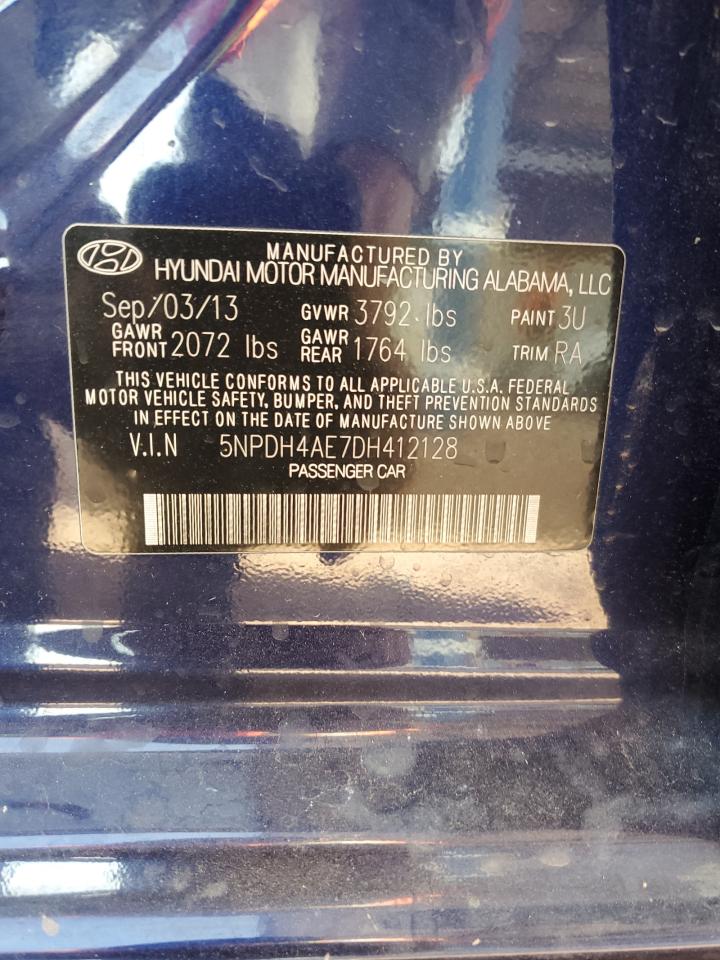 MANUFACTURED BY
HYUNDAI MOTOR MANUFACTURING ALABAMA, LLC
Sep/03/13 GVWR 3792 lbs PAINT 3U
GAWR FRONT 2072 lbs GAWR REAR 1764 lbs TRIM RA
THIS VEHICLE CONFORMS TO ALL APPLICABLE U.S.A. FEDERAL
MOTOR VEHICLE SAFETY, BUMPER, AND THEFT PREVENTION STANDARDS
IN EFFECT ON THE DATE OF MANUFACTURE SHOWN ABOVE
V.I.N 5NPDH4AE7DH412128
PASSENGER CAR